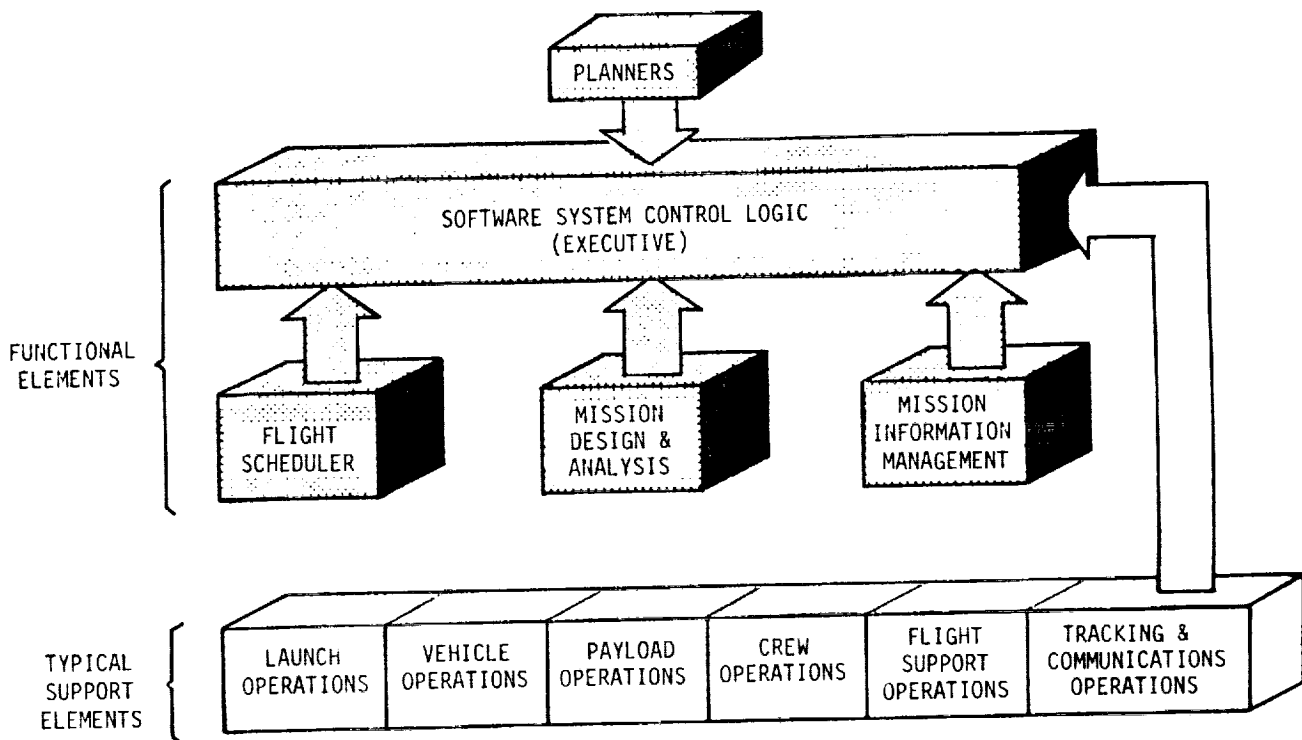 PLANNERS
SOFTWARE SYSTEM CONTROL LOGIC
(EXECUTIVE)
FUNCTIONAL
ELEMENTS
FLIGHT
SCHEDULER
MISSION
DESIGN &
ANALYSIS
MISSION
INFORMATION
MANAGEMENT
TYPICAL
SUPPORT
ELEMENTS
LAUNCH
OPERATIONS
VEHICLE
OPERATIONS
PAYLOAD
OPERATIONS
CREW
OPERATIONS
FLIGHT
SUPPORT
OPERATIONS
TRACKING &
COMMUNICATIONS
OPERATIONS